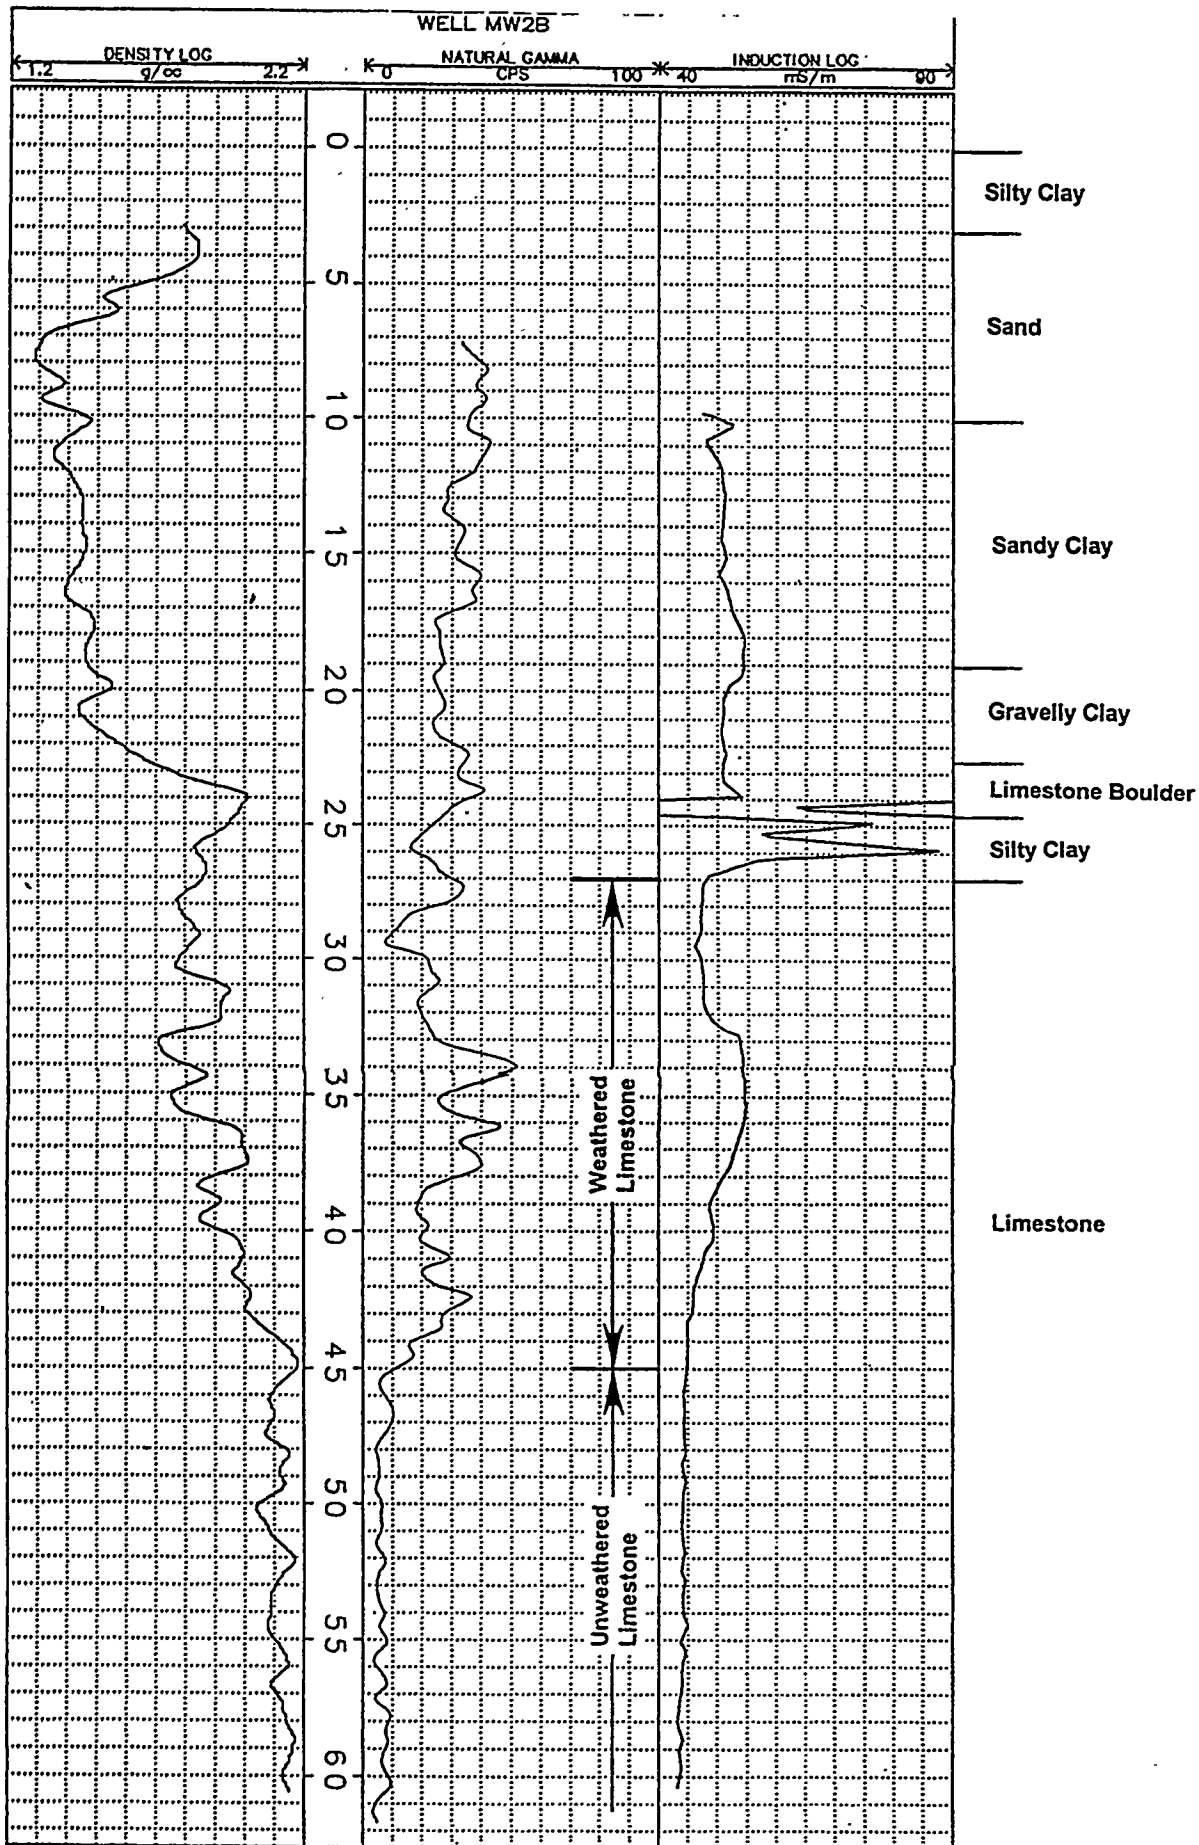 WELL MW2B
DENSITY LOG NATURAL GAMMA INDUCTION LOG
1.2 g/cc 2.2 0 CPS 100 40 mS/m 90
0
Silty Clay
5
Sand
10
15
Sandy Clay
20
Gravelly Clay
Limestone Boulder
25
Silty Clay
30
35
Weathered
Limestone
40
Limestone
45
50
Unweathered
Limestone
55
60